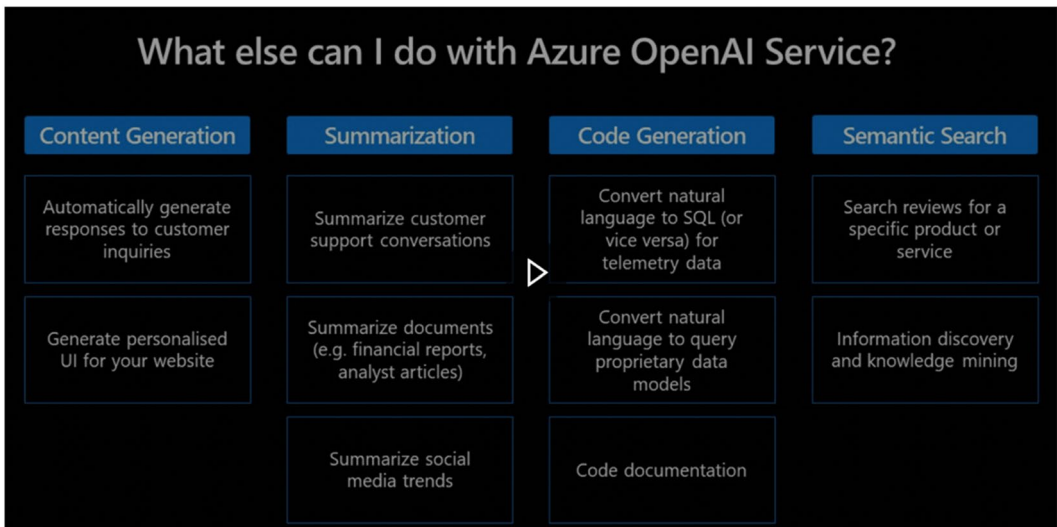 What else can I do with Azure OpenAI Service?
Content Generation
Automatically generate
responses to customer
inquiries
Generate personalised
UI for your website
Summarization
Summarize customer
support conversations
Summarize documents
(e.g. financial reports,
analyst articles)
Summarize social
media trends
Code Generation
Convert natural
language to SQL (or
vice versa) for
telemetry data
Convert natural
language to query
proprietary data
models
Code documentation
Semantic Search
Search reviews for a
specific product or
service
Information discovery
and knowledge mining